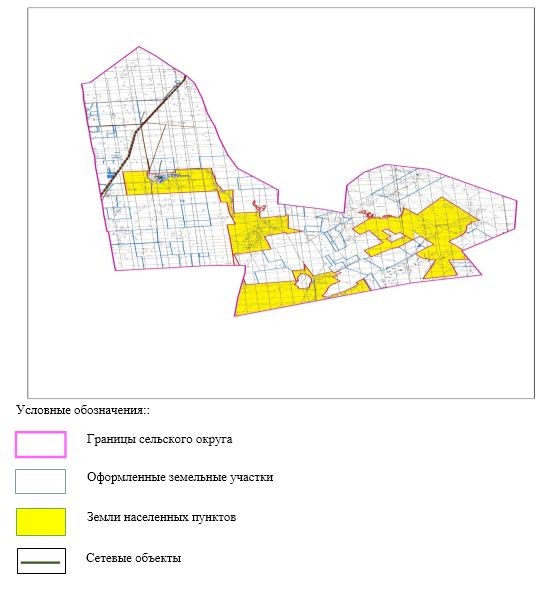 Условные обозначения::
Границы сельского округа
Оформленные земельные участки
Земли населенных пунктов
Сетевые объекты